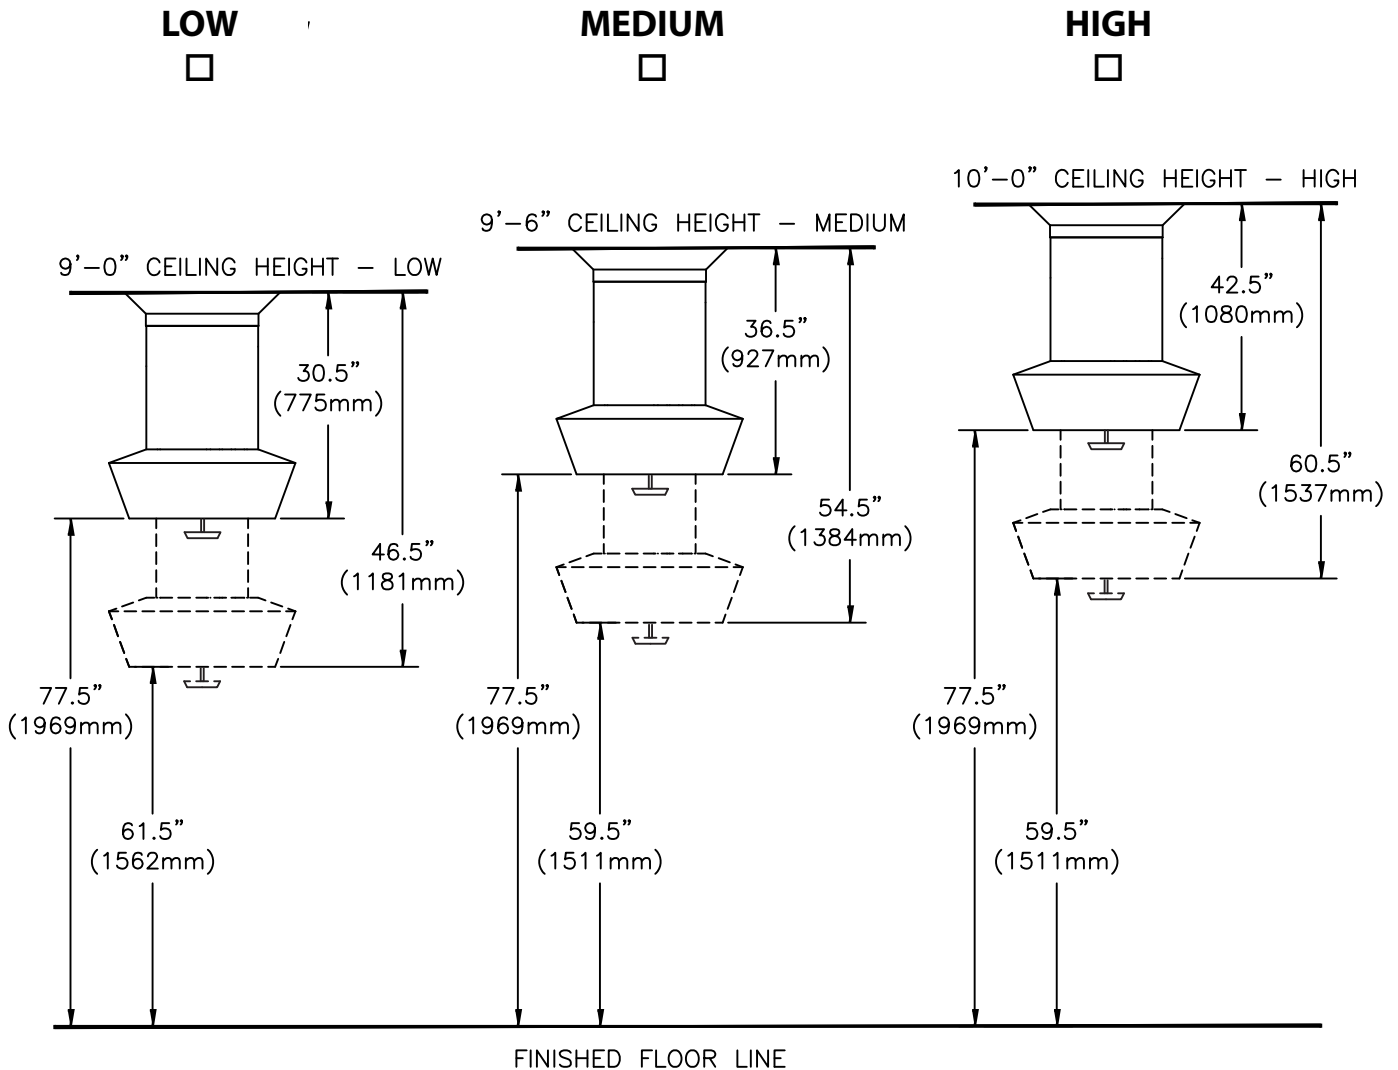 LOW
MEDIUM
HIGH
9’-0” CEILING HEIGHT - LOW
30.5”
(775mm)
46.5”
(1181mm)
77.5”
(1969mm)
61.5”
(1562mm)
9’-6” CEILING HEIGHT - MEDIUM
36.5”
(927mm)
54.5”
(1384mm)
77.5”
(1969mm)
59.5”
(1511mm)
10’-0” CEILING HEIGHT - HIGH
42.5”
(1080mm)
60.5”
(1537mm)
77.5”
(1969mm)
59.5”
(1511mm)
FINISHED FLOOR LINE